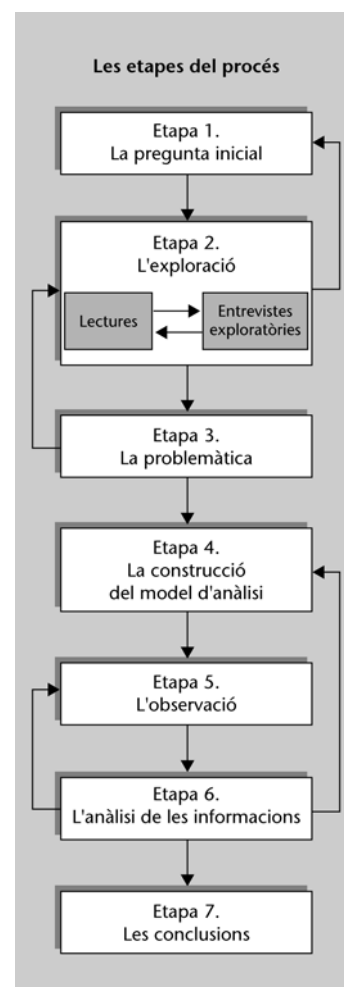 Les etapes del procés
Etapa 1.
La pregunta inicial
Etapa 2.
L'exploració
Lectures
Entrevistes
exploratòries
Etapa 3.
La problemàtica
Etapa 4.
La construcció
del model d'anàlisi
Etapa 5.
L'observació
Etapa 6.
L'anàlisi de les informacions
Etapa 7.
Les conclusions